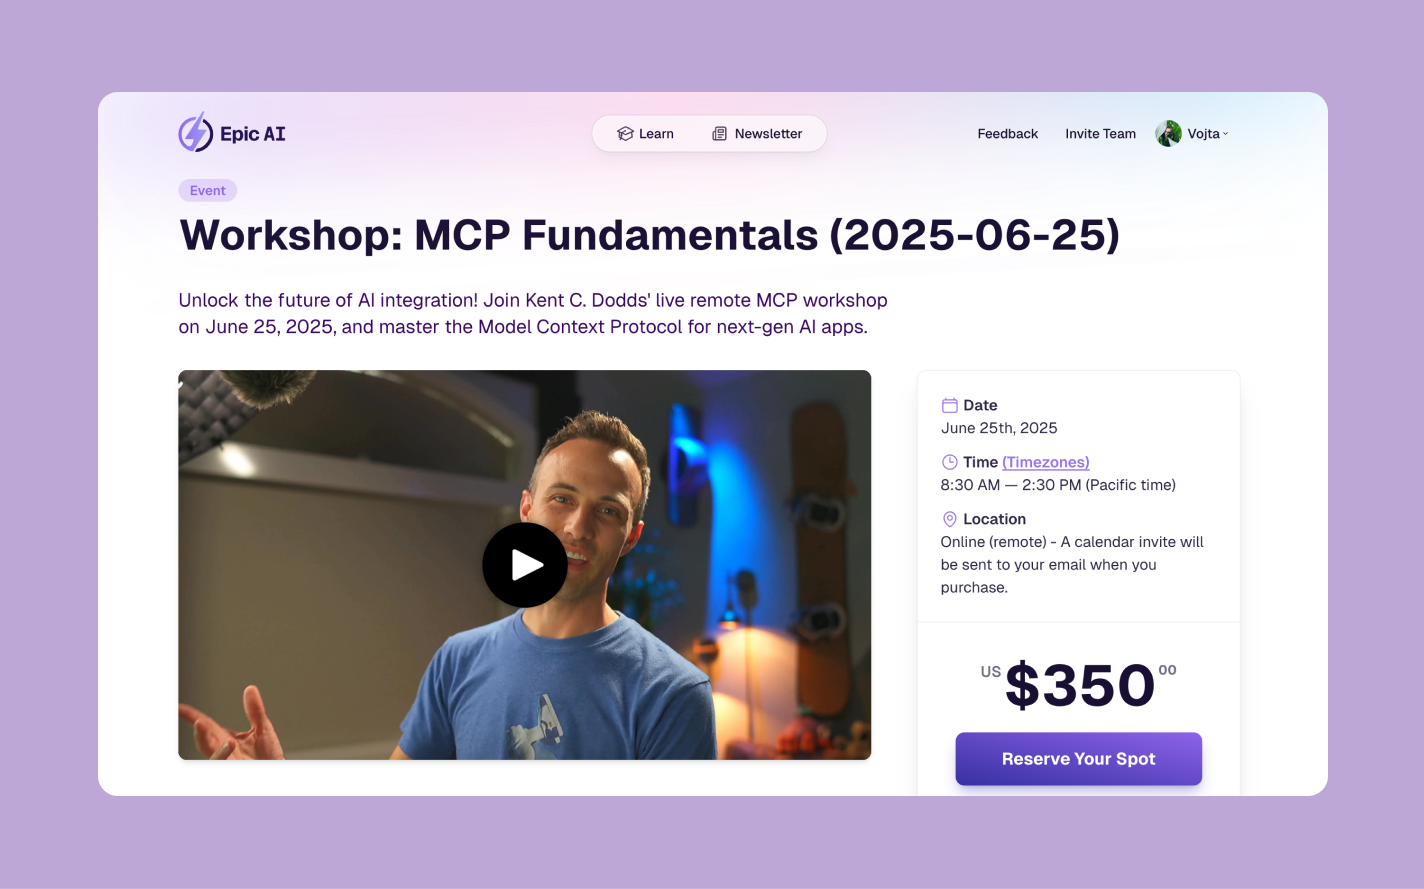 Epic AI
Learn
Newsletter
Feedback
Invite Team
Vojta
Event
Workshop: MCP Fundamentals (2025-06-25)
Unlock the future of AI integration! Join Kent C. Dodds' live remote MCP workshop
on June 25, 2025, and master the Model Context Protocol for next-gen AI apps.
Date
June 25th, 2025
Time (Timezones)
8:30 AM — 2:30 PM (Pacific time)
Location
Online (remote) - A calendar invite will
be sent to your email when you
purchase.
US $350 00
Reserve Your Spot